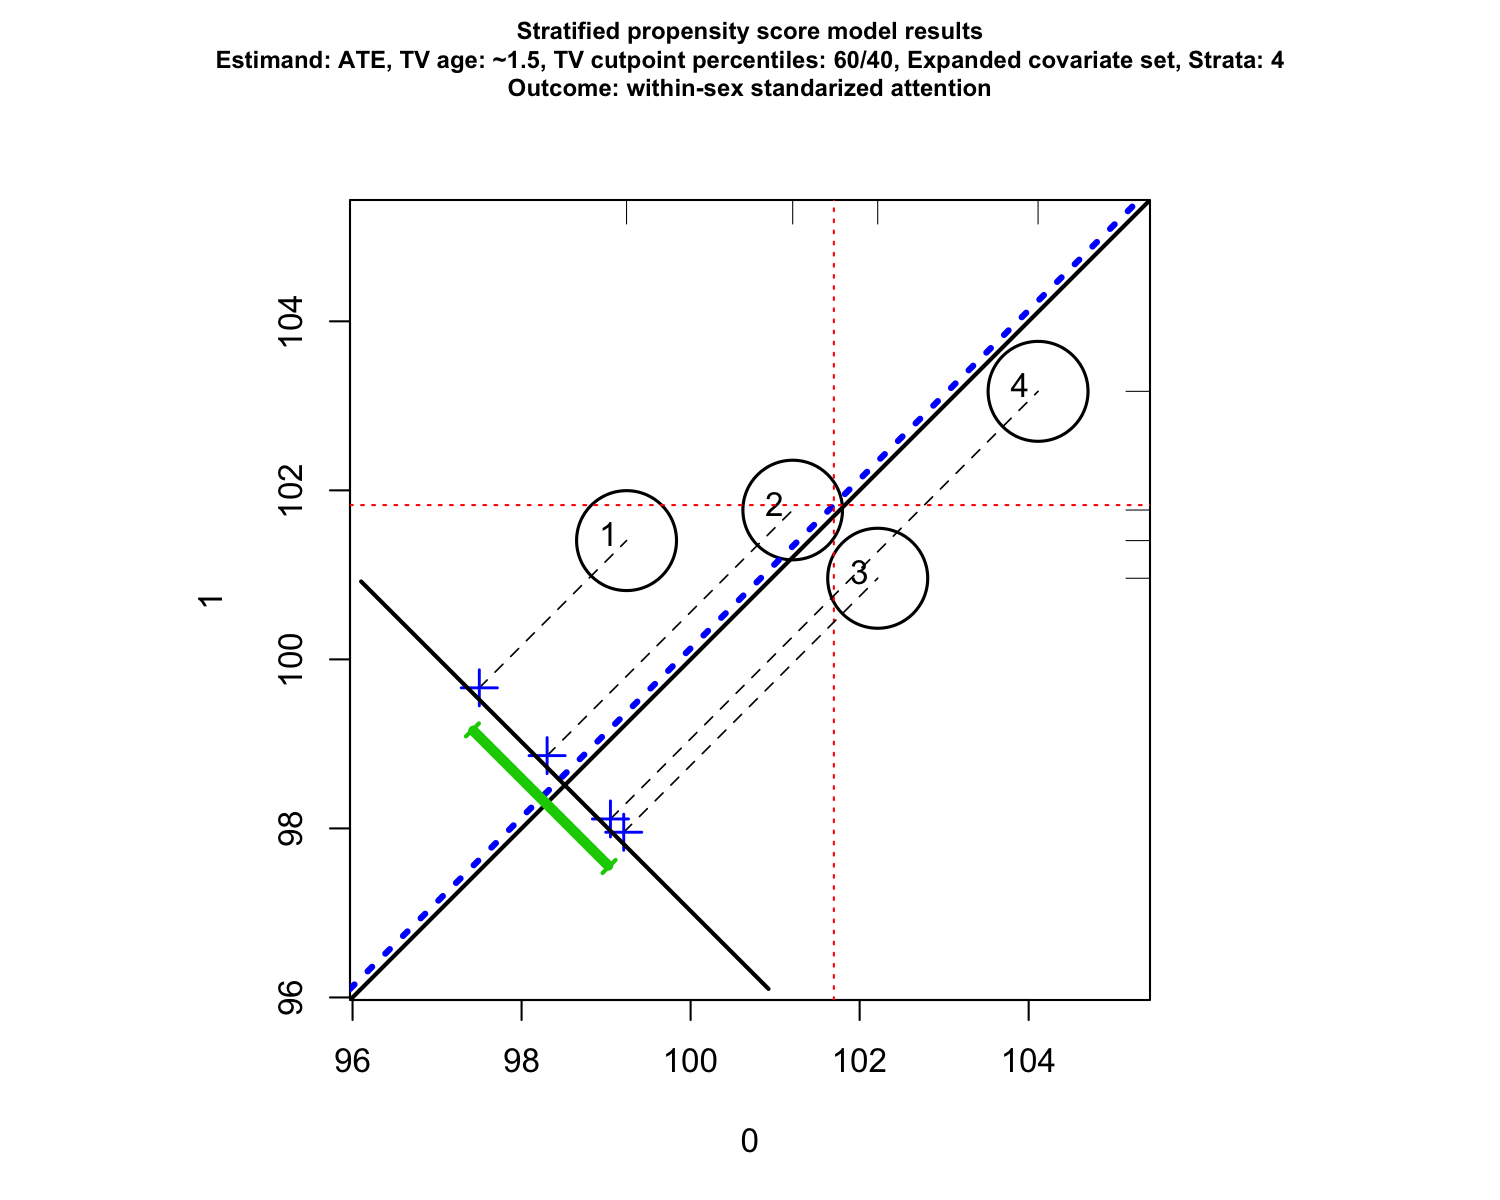 Stratified propensity score model results
Estimand: ATE, TV age: ~1.5, TV cutpoint percentiles: 60/40, Expanded covariate set, Strata: 4
Outcome: within-sex standarized attention
104
102
100
98
96
1
4
2
1
3
96 98 100 102 104
0